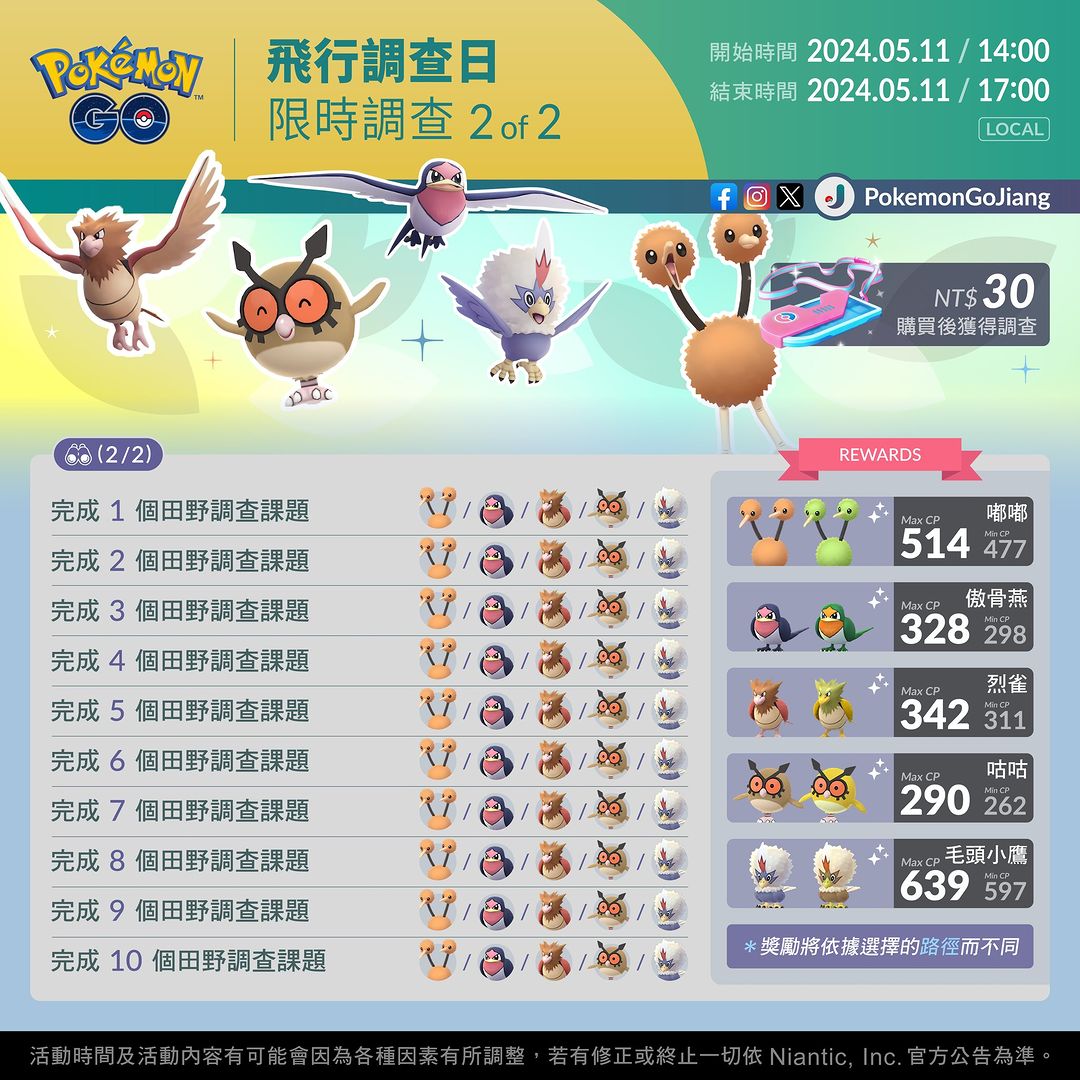 POKÉMON GO
TM
飛行調查日
限時調查 2 of 2
開始時間 2024.05.11 / 14:00
結束時間 2024.05.11 / 17:00
LOCAL
PokemonGoJiang
NT$ 30
購買後獲得調查
(2/2)
完成 1 個田野調查課題 / / / /
完成 2 個田野調查課題 / / / /
完成 3 個田野調查課題 / / / /
完成 4 個田野調查課題 / / / /
完成 5 個田野調查課題 / / / /
完成 6 個田野調查課題 / / / /
完成 7 個田野調查課題 / / / /
完成 8 個田野調查課題 / / / /
完成 9 個田野調查課題 / / / /
完成 10 個田野調查課題 / / / /
REWARDS
嘟嘟
Max CP 514 Min CP 477
傲骨燕
Max CP 328 Min CP 298
烈雀
Max CP 342 Min CP 311
咕咕
Max CP 290 Min CP 262
毛頭小鷹
Max CP 639 Min CP 597
*獎勵將依據選擇的路徑而不同
活動時間及活動內容有可能會因為各種因素有所調整，若有修正或終止一切依 Niantic, Inc. 官方公告為準。